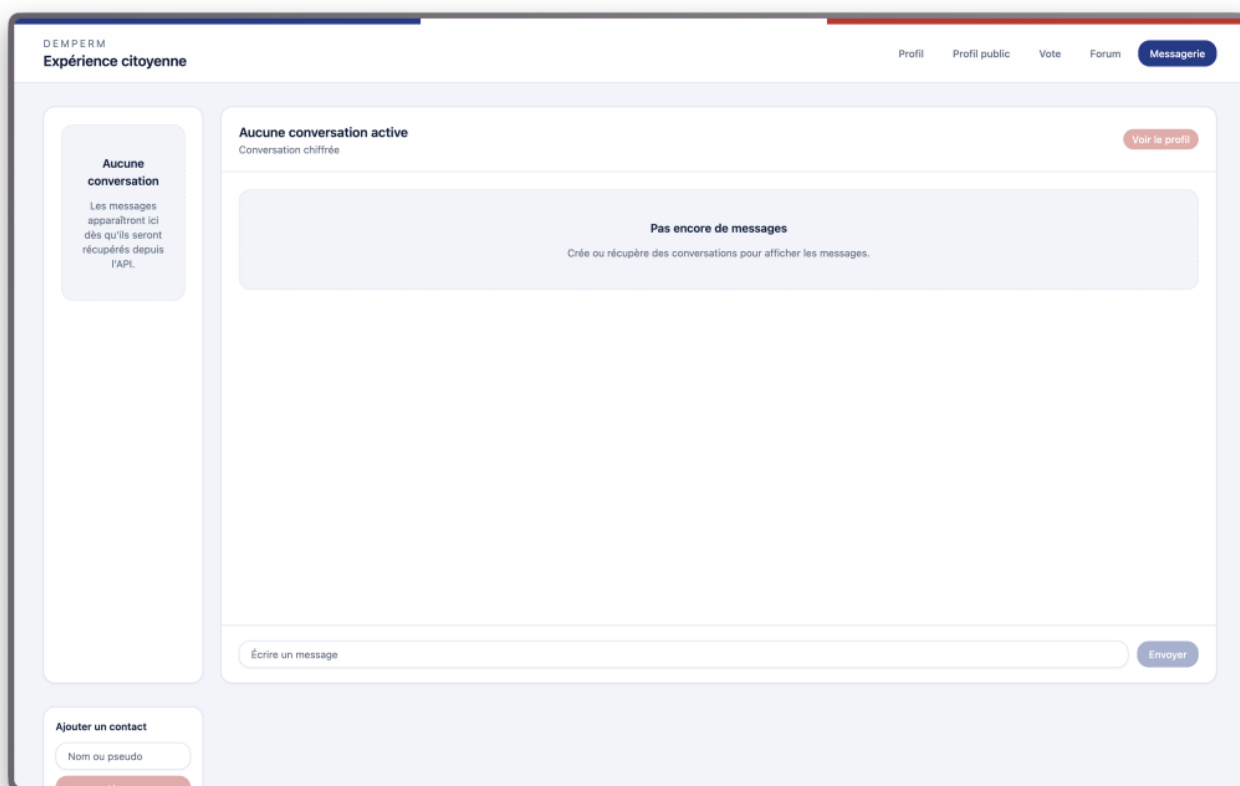 DEMPERM
Expérience citoyenne
Profil
Profil public
Vote
Forum
Messagerie
Aucune
conversation
Les messages
apparaîtront ici
dès qu'ils seront
récupérés depuis
l'API.
Aucune conversation active
Conversation chiffrée
Voir le profil
Pas encore de messages
Crée ou récupère des conversations pour afficher les messages.
Écrire un message
Envoyer
Ajouter un contact
Nom ou pseudo